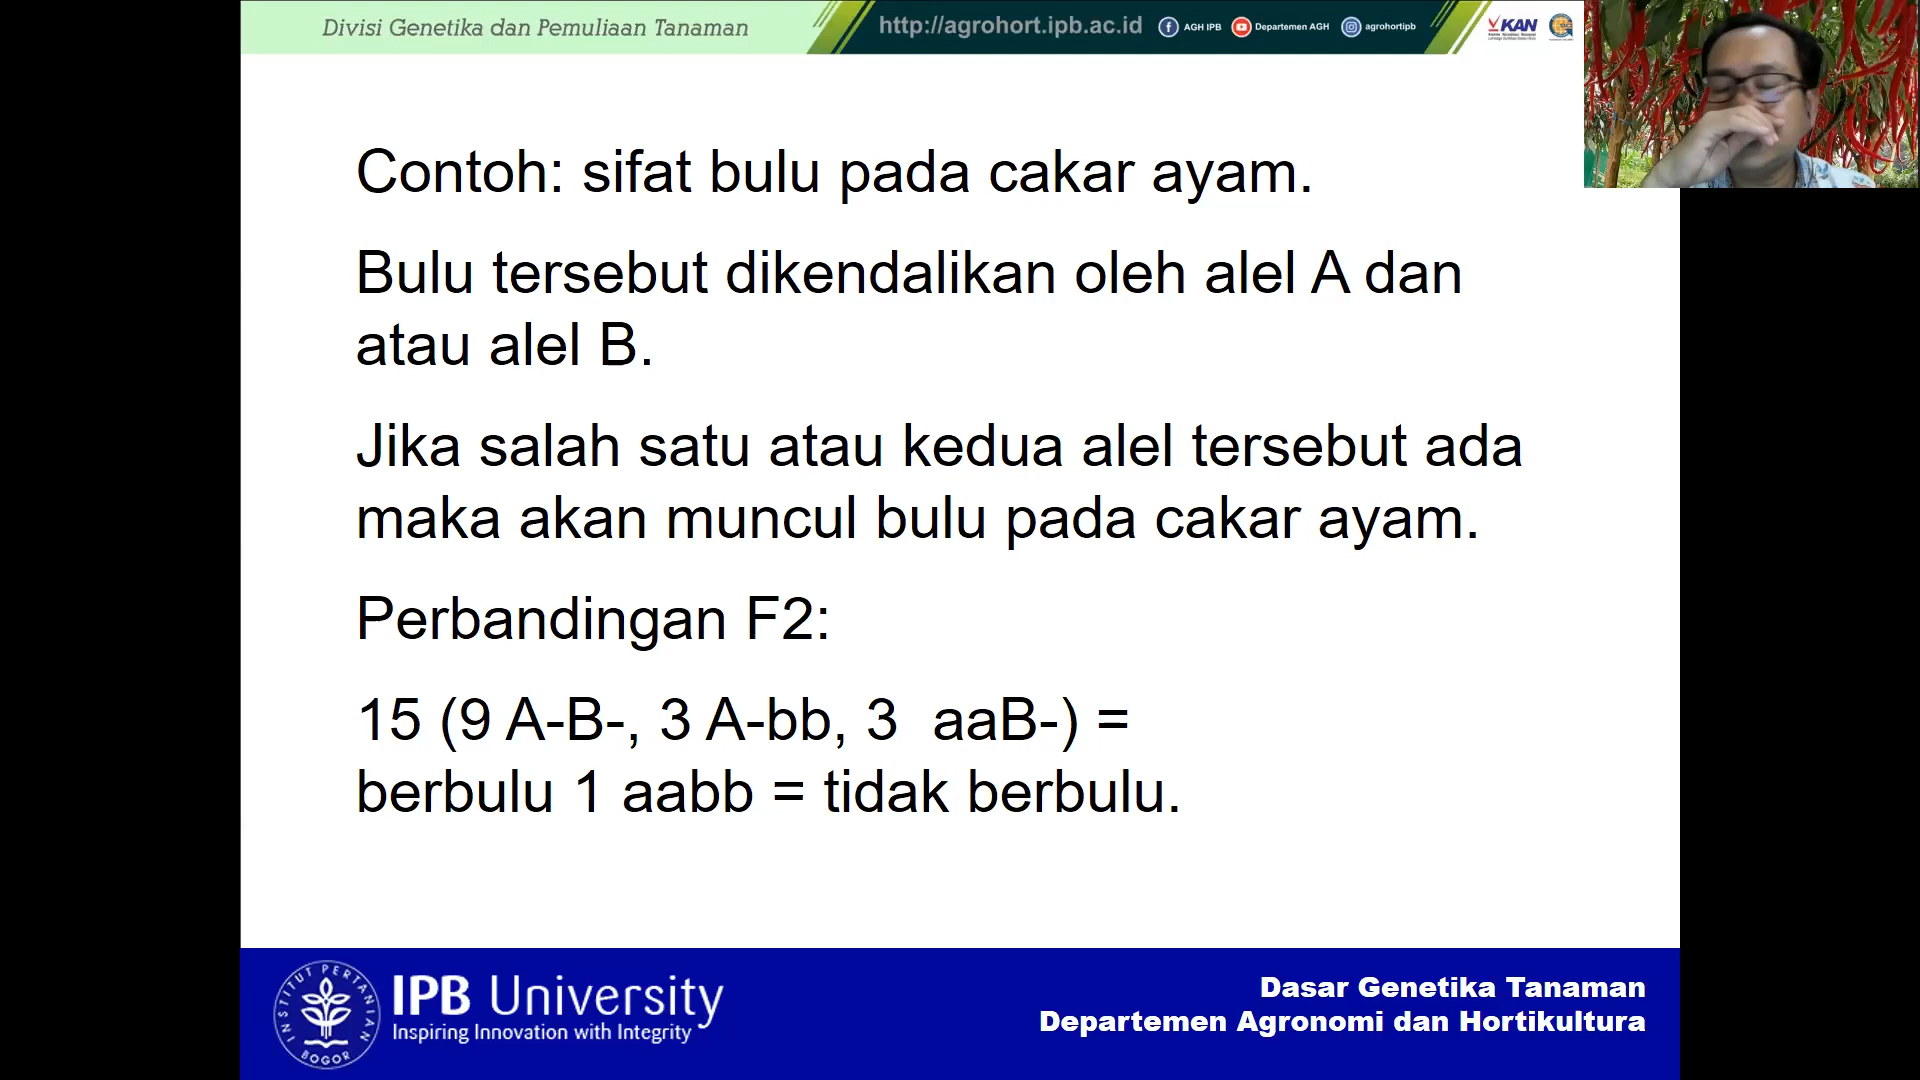 Divisi Genetika dan Pemuliaan Tanaman
http://agrohort.ipb.ac.id
AGH IPB
Departemen AGH
agrohortipb
KAN
Contoh: sifat bulu pada cakar ayam.
Bulu tersebut dikendalikan oleh alel A dan
atau alel B.
Jika salah satu atau kedua alel tersebut ada
maka akan muncul bulu pada cakar ayam.
Perbandingan F2:
15 (9 A-B-, 3 A-bb, 3  aaB-) =
berbulu 1 aabb = tidak berbulu.
INSTITUT PERTANIAN
BOGOR
IPB University
Inspiring Innovation with Integrity
Dasar Genetika Tanaman
Departemen Agronomi dan Hortikultura